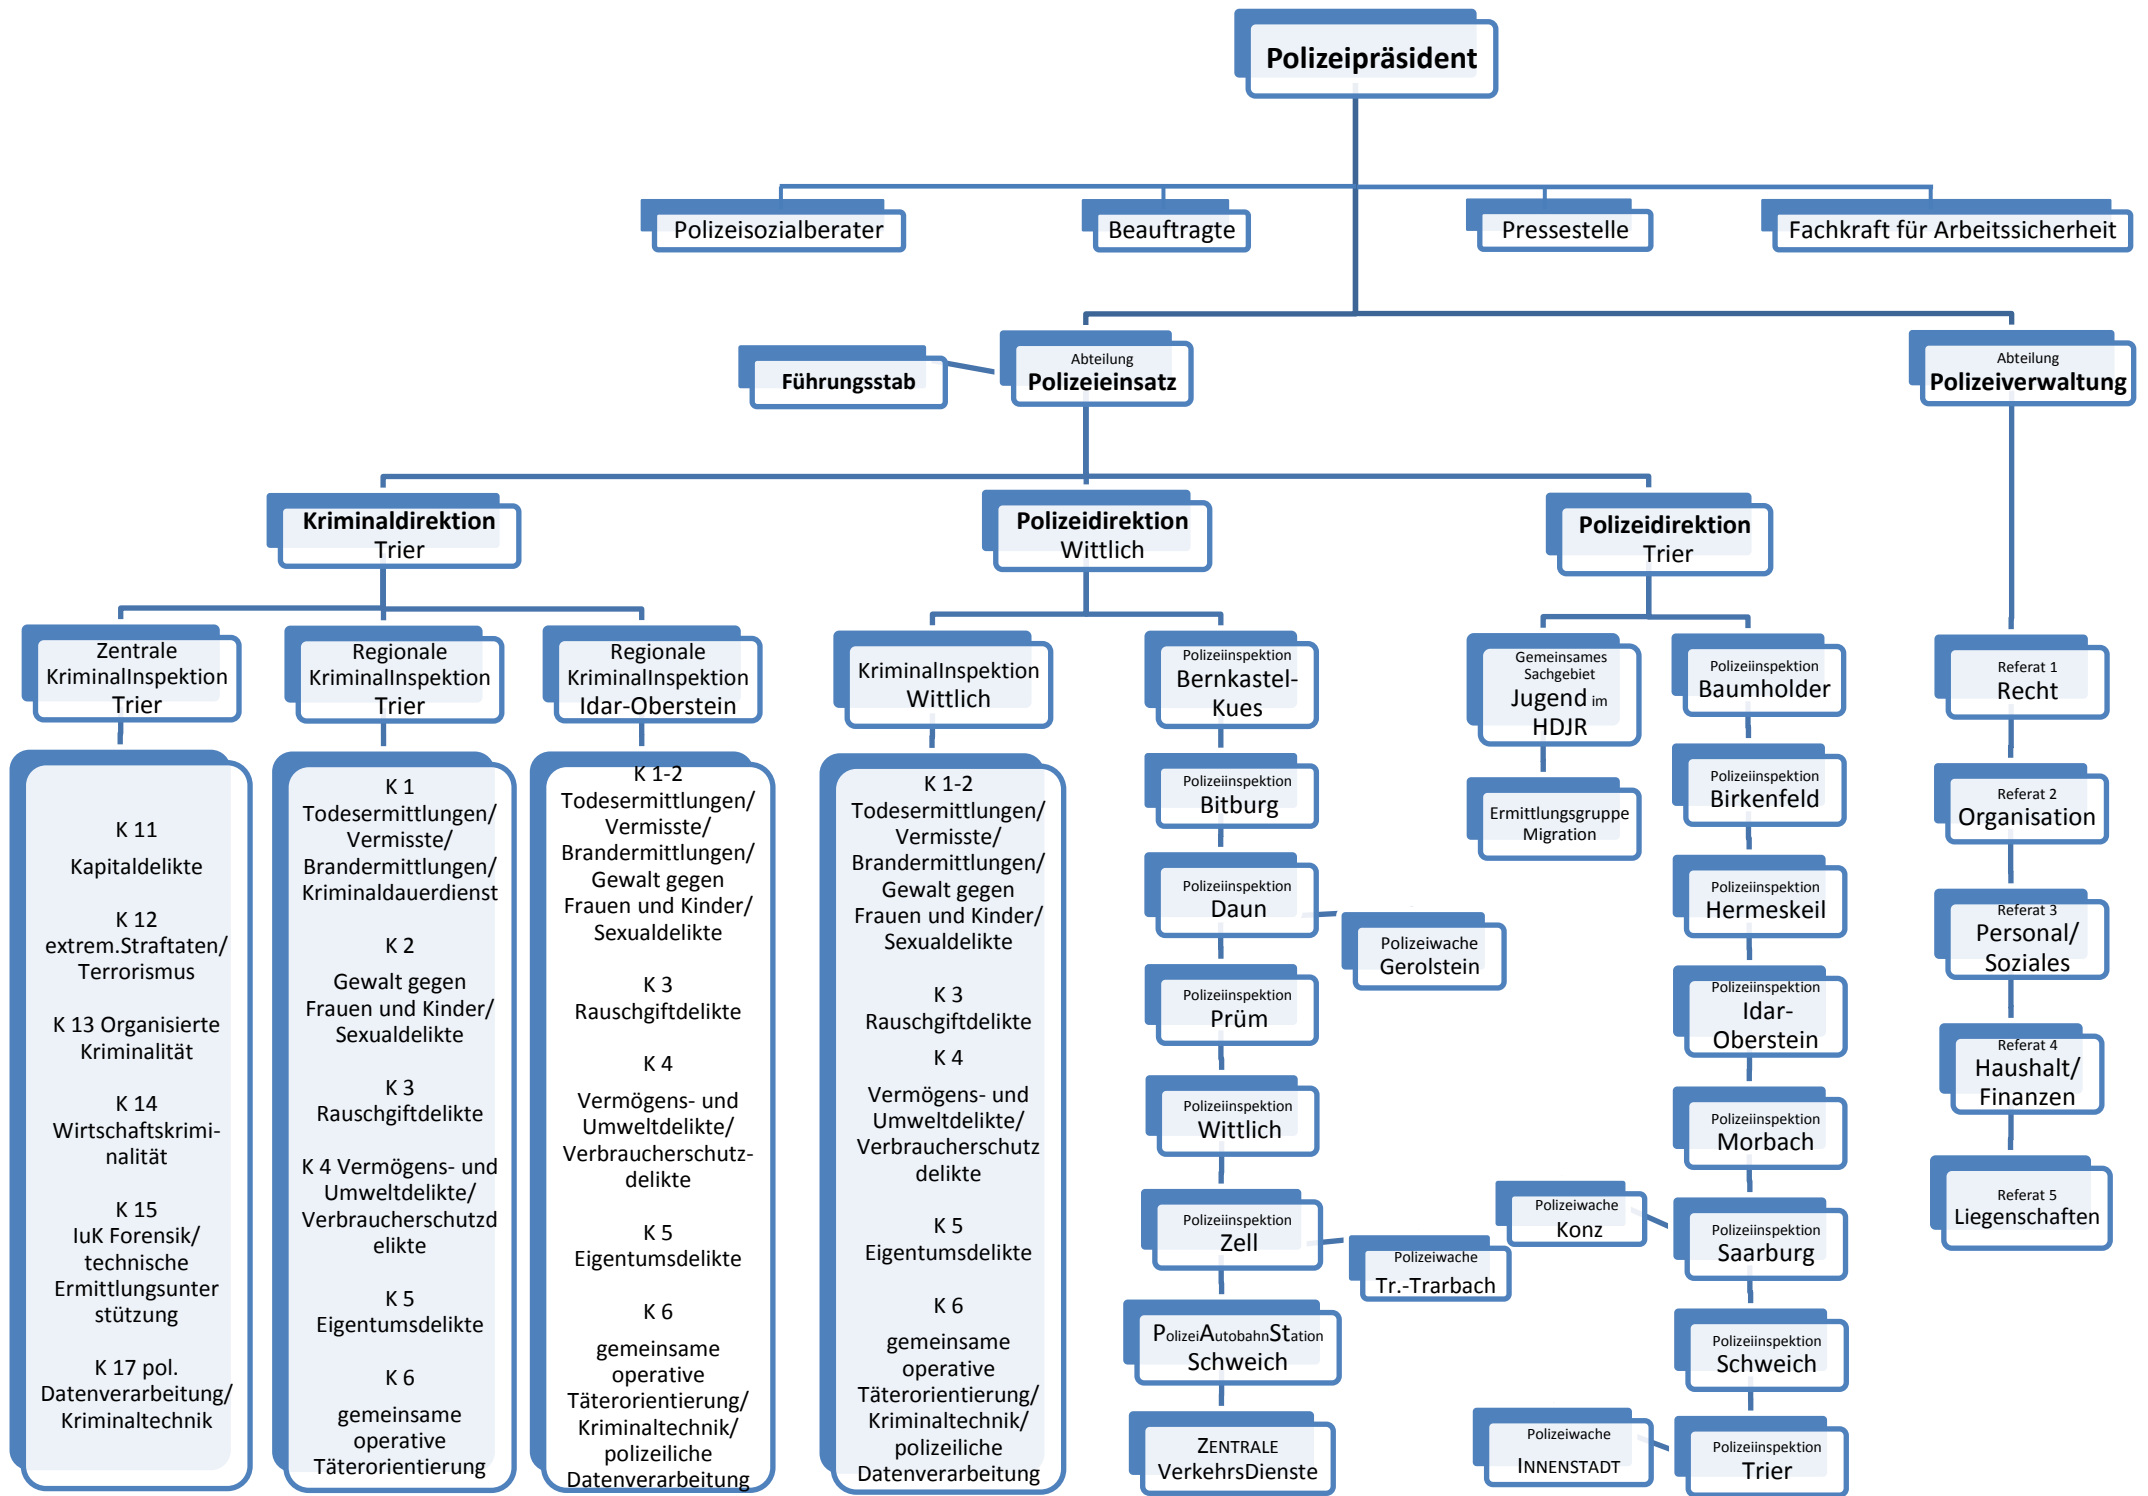 Polizeipräsident
Polizeisozialberater
Beauftragte
Pressestelle
Fachkraft für Arbeitssicherheit
Führungsstab
Abteilung
Polizeieinsatz
Abteilung
Polizeiverwaltung
Kriminaldirektion
Trier
Polizeidirektion
Wittlich
Polizeidirektion
Trier
Zentrale
KriminalInspektion
Trier
K 11
Kapitaldelikte
K 12
extrem.Straftaten/
Terrorismus
K 13 Organisierte
Kriminalität
K 14
Wirtschaftskrimi-
nalität
K 15
IuK Forensik/
technische
Ermittlungsunter
stützung
K 17 pol.
Datenverarbeitung/
Kriminaltechnik
Regionale
KriminalInspektion
Trier
K 1
Todesermittlungen/
Vermisste/
Brandermittlungen/
Kriminaldauerdienst
K 2
Gewalt gegen
Frauen und Kinder/
Sexualdelikte
K 3
Rauschgiftdelikte
K 4 Vermögens- und
Umweltdelikte/
Verbraucherschutzd
elikte
K 5
Eigentumsdelikte
K 6
gemeinsame
operative
Täterorientierung
Regionale
KriminalInspektion
Idar-Oberstein
K 1-2
Todesermittlungen/
Vermisste/
Brandermittlungen/
Gewalt gegen
Frauen und Kinder/
Sexualdelikte
K 3
Rauschgiftdelikte
K 4
Vermögens- und
Umweltdelikte/
Verbraucherschutz-
delikte
K 5
Eigentumsdelikte
K 6
gemeinsame
operative
Täterorientierung/
Kriminaltechnik/
polizeiliche
Datenverarbeitung
KriminalInspektion
Wittlich
K 1-2
Todesermittlungen/
Vermisste/
Brandermittlungen/
Gewalt gegen
Frauen und Kinder/
Sexualdelikte
K 3
Rauschgiftdelikte
K 4
Vermögens- und
Umweltdelikte/
Verbraucherschutz
delikte
K 5
Eigentumsdelikte
K 6
gemeinsame
operative
Täterorientierung/
Kriminaltechnik/
polizeiliche
Datenverarbeitung
Polizeiinspektion
Bernkastel-
Kues
Polizeiinspektion
Bitburg
Polizeiinspektion
Daun
Polizeiwache
Gerolstein
Polizeiinspektion
Prüm
Polizeiinspektion
Wittlich
Polizeiinspektion
Zell
Polizeiwache
Tr.-Trarbach
PolizeiAutobahnStation
Schweich
ZENTRALE
VerkehrsDienste
Gemeinsames
Sachgebiet
Jugend im
HDJR
Ermittlungsgruppe
Migration
Polizeiinspektion
Baumholder
Polizeiinspektion
Birkenfeld
Polizeiinspektion
Hermeskeil
Polizeiinspektion
Idar-
Oberstein
Polizeiinspektion
Morbach
Polizeiwache
Konz
Polizeiinspektion
Saarburg
Polizeiinspektion
Schweich
Polizeiwache
INNENSTADT
Polizeiinspektion
Trier
Referat 1
Recht
Referat 2
Organisation
Referat 3
Personal/
Soziales
Referat 4
Haushalt/
Finanzen
Referat 5
Liegenschaften